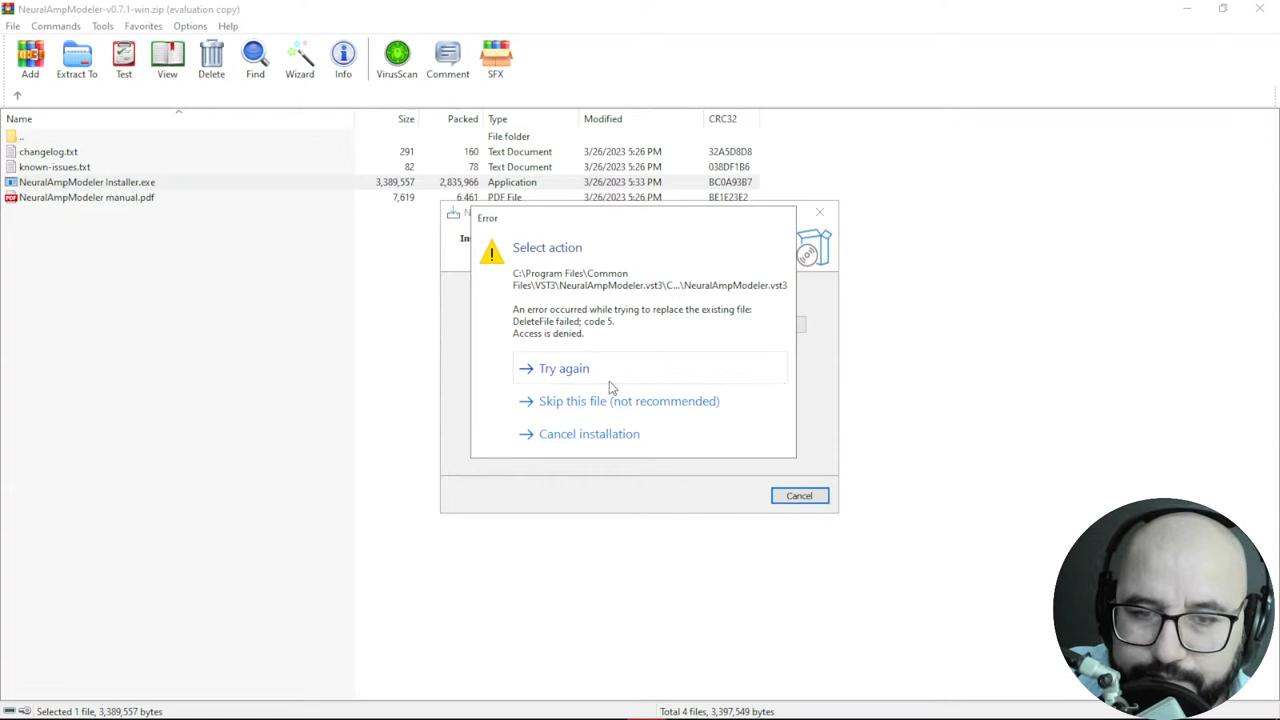 NeuralAmpModeler-v0.7.1-win.zip (evaluation copy)
File Commands Tools Favorites Options Help
Add Extract To Test View Delete Find Wizard Info VirusScan Comment SFX
Name Size Packed Type Modified CRC32
.. File folder
changelog.txt 291 160 Text Document 3/26/2023 5:26 PM 32A5D8D8
known-issues.txt 82 78 Text Document 3/26/2023 5:26 PM 038DF1B6
NeuralAmpModeler Installer.exe 3,389,557 2,835,966 Application 3/26/2023 5:33 PM BC0A93B7
NeuralAmpModeler manual.pdf 7,619 6,461 PDF File 3/26/2023 5:26 PM BE1E23E2
Error
Select action
C:\Program Files\Common
Files\VST3\NeuralAmpModeler.vst3\C...\NeuralAmpModeler.vst3
An error occurred while trying to replace the existing file:
DeleteFile failed; code 5.
Access is denied.
Try again
Skip this file (not recommended)
Cancel installation
Cancel
Selected 1 file, 3,389,557 bytes Total 4 files, 3,397,549 bytes